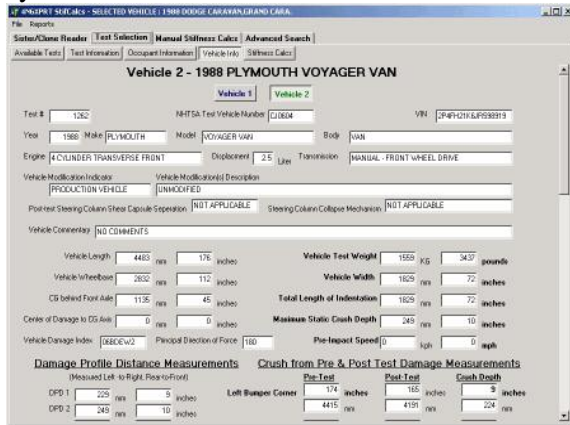 4N6XPRT StifCalcs - SELECTED VEHICLE : 1988 DODGE CARAVAN,GRAND CARA.
File Reports
Sister/Clone Reader Test Selection Manual Stiffness Calcs Advanced Search
Available Tests Test Information Occupant Information Vehicle Info Stiffness Calcs
Vehicle 2 - 1988 PLYMOUTH VOYAGER VAN
Vehicle 1 Vehicle 2
Test # 1262 NHTSA Test Vehicle Number CJ0604 VIN
Year 1988 Make PLYMOUTH Model VOYAGER VAN Body VAN
Engine 4 CYLINDER TRANSVERSE FRONT Displacement 2.5 Liter Transmission MANUAL - FRONT WHEEL DRIVE
Vehicle Modification Indicator Vehicle Modification(s) Description
PRODUCTION VEHICLE UNMODIFIED
Post-test Steering Column Shear Capsule Seperation NOT APPLICABLE Steering Column Collapse Mechanism NOT APPLICABLE
Vehicle Commentary NO COMMENTS
Vehicle Length 4483 mm 176 inches Vehicle Test Weight 1559 KG 3437 pounds
Vehicle Wheelbase 2832 mm 112 inches Vehicle Width 1829 mm 72 inches
CG behind Front Axle 1135 mm 45 inches Total Length of Indentation 1829 mm 72 inches
Center of Damage to CG Axis 0 mm 0 inches Maximum Static Crush Depth 249 mm 10 inches
Vehicle Damage Index 06BDEW2 Principal Direction of Force 180 Pre-Impact Speed 0 kph 0 mph
Damage Profile Distance Measurements Crush from Pre & Post Test Damage Measurements
(Measured Left -to-Right, Rear-to-Front) Pre-Test Post-Test Crush Depth
DPD 1 229 mm 9 inches Left Bumper Corner 174 165 9 inches
4415 mm 4191 mm 224 mm
DPD 2 249 mm 10 inches